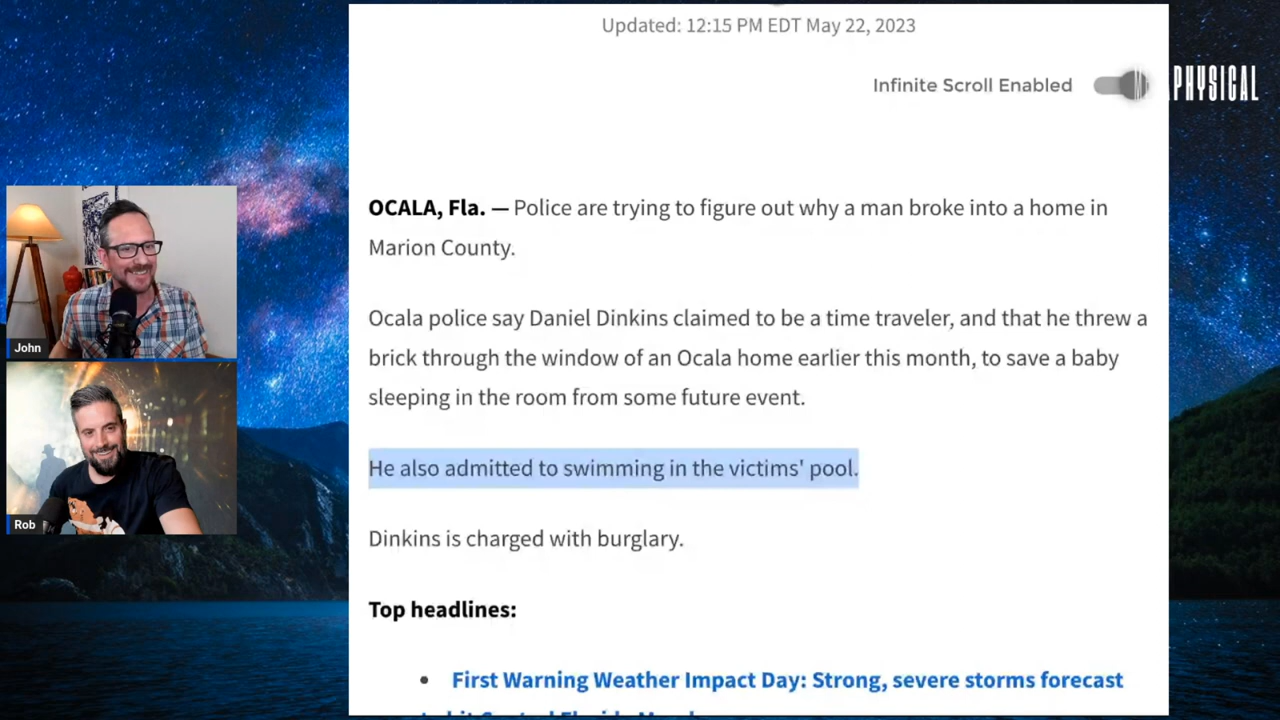 Updated: 12:15 PM EDT May 22, 2023
Infinite Scroll Enabled
PHYSICAL
OCALA, Fla. — Police are trying to figure out why a man broke into a home in
Marion County.
Ocala police say Daniel Dinkins claimed to be a time traveler, and that he threw a
brick through the window of an Ocala home earlier this month, to save a baby
sleeping in the room from some future event.
He also admitted to swimming in the victims' pool.
Dinkins is charged with burglary.
Top headlines:
First Warning Weather Impact Day: Strong, severe storms forecast
John
Rob